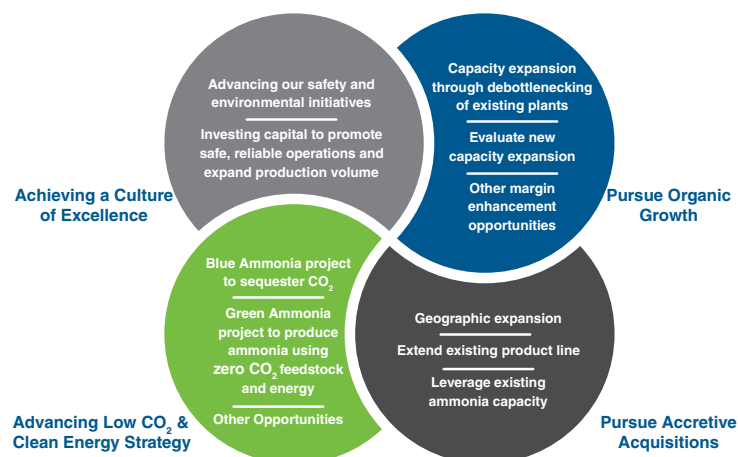 Advancing our safety and
environmental initiatives
Investing capital to promote
safe, reliable operations and
expand production volume
Achieving a Culture
of Excellence
Capacity expansion
through debottlenecking
of existing plants
Evaluate new
capacity expansion
Other margin
enhancement
opportunities
Pursue Organic
Growth
Blue Ammonia project
to sequester CO₂
Green Ammonia
project to produce
ammonia using
zero CO₂ feedstock
and energy
Other Opportunities
Advancing Low CO₂ &
Clean Energy Strategy
Geographic expansion
Extend existing product line
Leverage existing
ammonia capacity
Pursue Accretive
Acquisitions